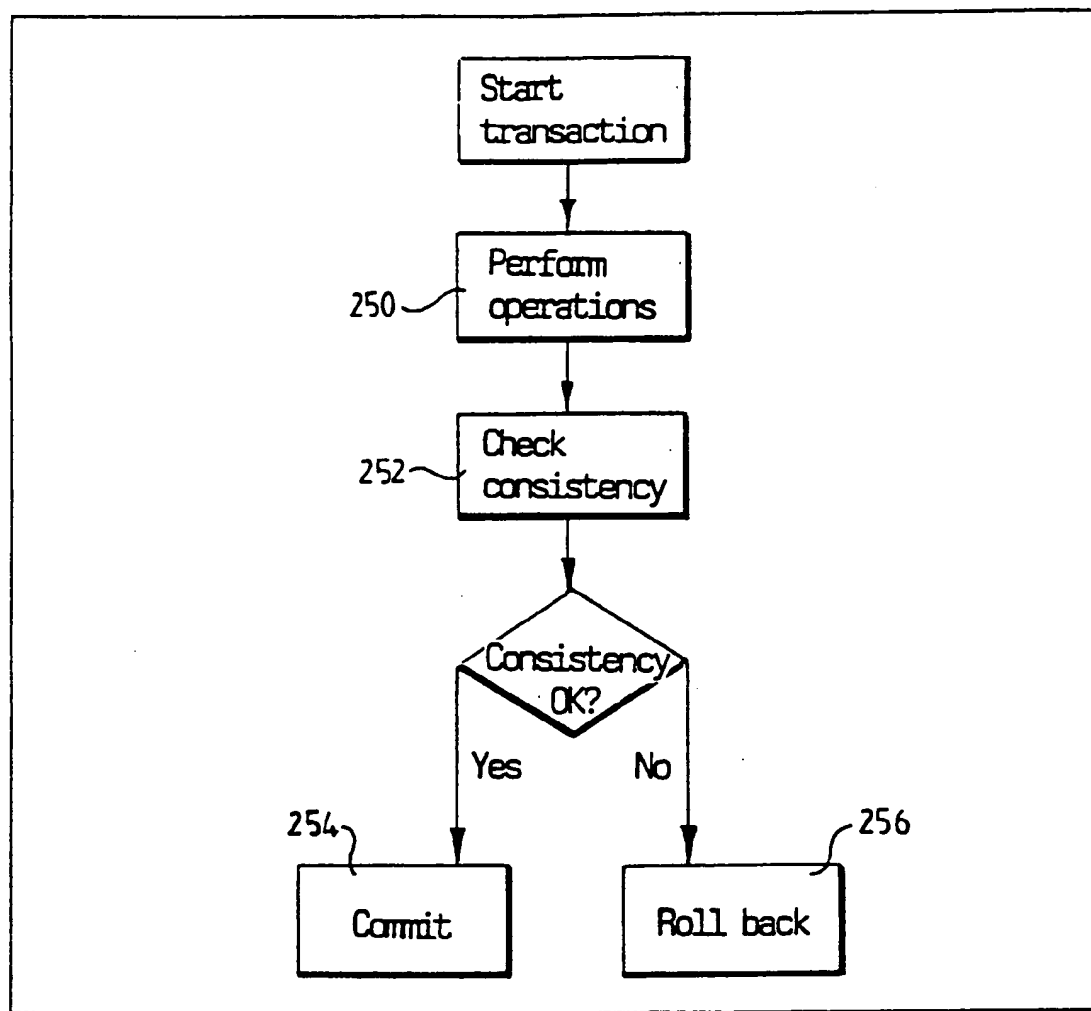 Start
transaction
Perform
operations
250
Check
consistency
252
Consistency
OK?
Yes
No
254
256
Commit
Roll back